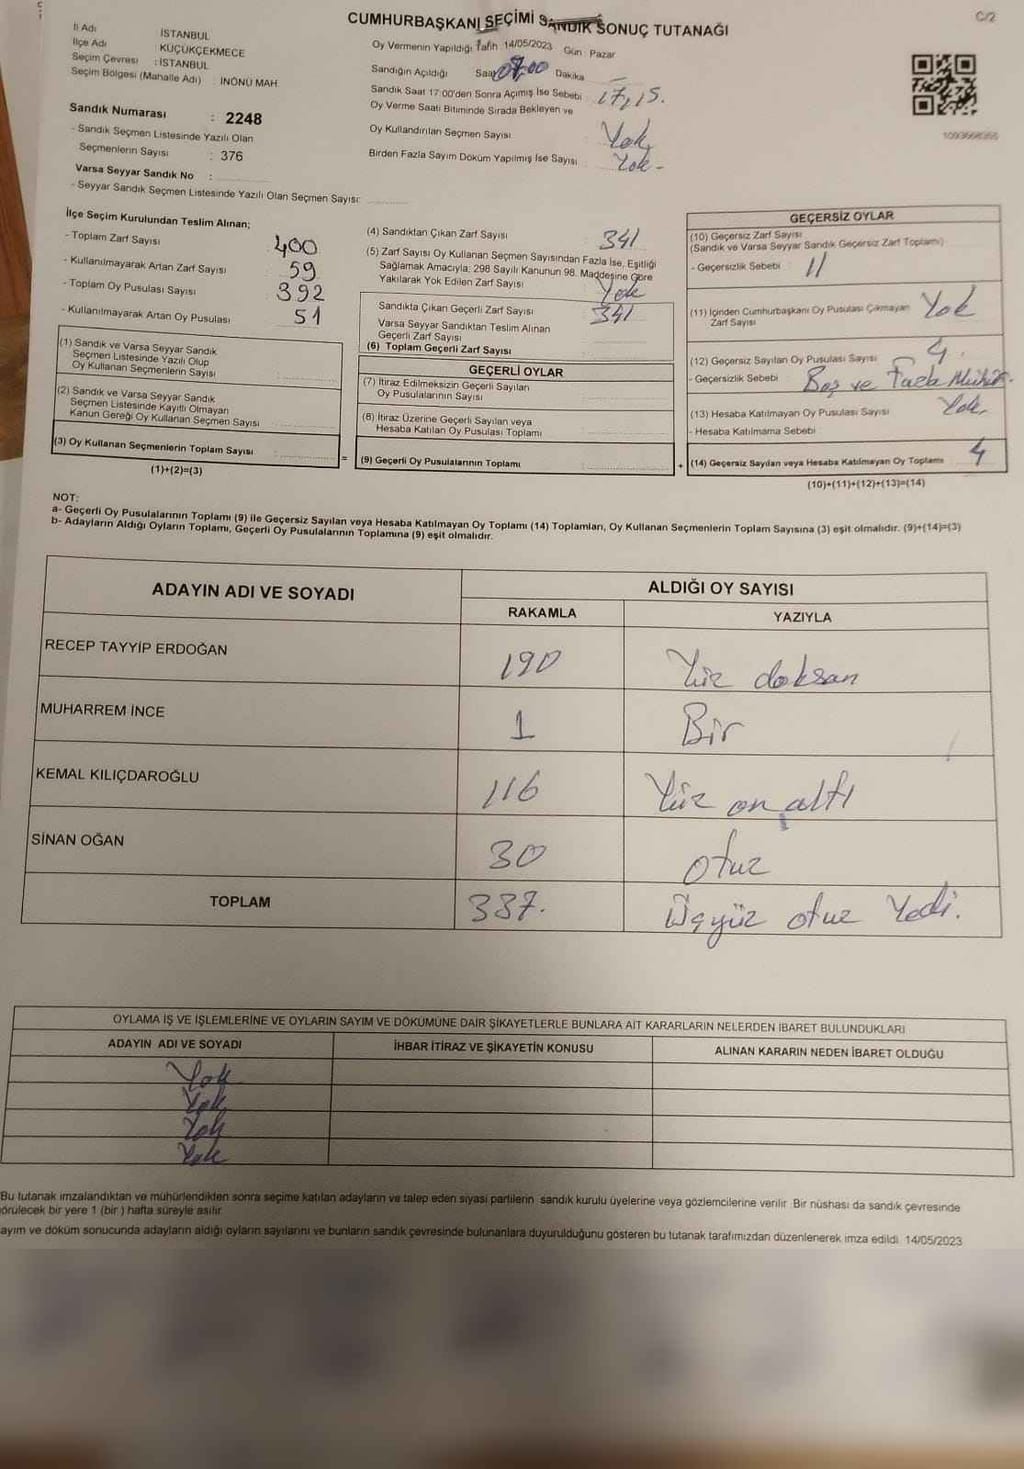 C/2
CUMHURBAŞKANI SEÇİMİ SANDIK SONUÇ TUTANAĞI
İli Adı : İSTANBUL
İlçe Adı : KÜÇÜKÇEKMECE
Seçim Çevresi : İSTANBUL
Seçim Bölgesi (Mahalle Adı) : İNÖNÜ MAH
Sandık Numarası : 2248
- Sandık Seçmen Listesinde Yazılı Olan
Seçmenlerin Sayısı : 376
Varsa Seyyar Sandık No :
- Seyyar Sandık Seçmen Listesinde Yazılı Olan Seçmen Sayısı:
Oy Vermenin Yapıldığı Tarih 14/05/2023 Gün : Pazar
Sandığın Açıldığı Saat 07:00 Dakika —
Sandık Saat 17:00'den Sonra Açımış İse Sebebi : 17,15.
Oy Verme Saati Bitiminde Sırada Bekleyen ve
Oy Kullandırılan Seçmen Sayısı : Yok
Birden Fazla Sayım Döküm Yapılmış İse Sayısı : Yok -
1093668355
İlçe Seçim Kurulundan Teslim Alınan;
- Toplam Zarf Sayısı : 400
- Kullanılmayarak Artan Zarf Sayısı : 59
- Toplam Oy Pusulası Sayısı : 392
- Kullanılmayarak Artan Oy Pusulası : 51
(1) Sandık ve Varsa Seyyar Sandık
Seçmen Listesinde Yazılı Olup
Oy Kullanan Seçmenlerin Sayısı :
(2) Sandık ve Varsa Seyyar Sandık
Seçmen Listesinde Kayıtlı Olmayan
Kanun Gereği Oy Kullanan Seçmen Sayısı :
(3) Oy Kullanan Seçmenlerin Toplam Sayısı :
(1)+(2)=(3)
=
(4) Sandıktan Çıkan Zarf Sayısı : 341
(5) Zarf Sayısı Oy Kullanan Seçmen Sayısından Fazla İse, Eşitliği
Sağlamak Amacıyla; 298 Sayılı Kanunun 98. Maddesine Göre
Yakılarak Yok Edilen Zarf Sayısı : Yok
Sandıkta Çıkan Geçerli Zarf Sayısı : 341
Varsa Seyyar Sandıktan Teslim Alınan
Geçerli Zarf Sayısı :
(6) Toplam Geçerli Zarf Sayısı :
GEÇERLİ OYLAR
(7) İtiraz Edilmeksizin Geçerli Sayılan
Oy Pusulalarının Sayısı :
(8) İtiraz Üzerine Geçerli Sayılan veya
Hesaba Katılan Oy Pusulası Toplamı :
(9) Geçerli Oy Pusulalarının Toplamı :
+
GEÇERSİZ OYLAR
(10) Geçersiz Zarf Sayısı
(Sandık ve Varsa Seyyar Sandık Geçersiz Zarf Toplamı)
- Geçersizlik Sebebi : 11
(11) İçinden Cumhurbaşkanı Oy Pusulası Çıkmayan : Yok
Zarf Sayısı
(12) Geçersiz Sayılan Oy Pusulası Sayısı : 4.
- Geçersizlik Sebebi : Boş ve Fazla Mühür.
(13) Hesaba Katılmayan Oy Pusulası Sayısı : Yok
- Hesaba Katılmama Sebebi :
(14) Geçersiz Sayılan veya Hesaba Katılmayan Oy Toplamı : 4
(10)+(11)+(12)+(13)=(14)
NOT:
a- Geçerli Oy Pusulalarının Toplamı (9) ile Geçersiz Sayılan veya Hesaba Katılmayan Oy Toplamı (14) Toplamları, Oy Kullanan Seçmenlerin Toplam Sayısına (3) eşit olmalıdır. (9)+(14)=(3)
b- Adayların Aldığı Oyların Toplamı, Geçerli Oy Pusulalarının Toplamına (9) eşit olmalıdır.
ADAYIN ADI VE SOYADI ALDIĞI OY SAYISI
RAKAMLA YAZIYLA
RECEP TAYYİP ERDOĞAN 190 Yüz doksan
MUHARREM İNCE 1 Bir
KEMAL KILIÇDAROĞLU 116 Yüz on altı
SİNAN OĞAN 30 otuz
TOPLAM 337. Üçyüz otuz Yedi.
OYLAMA İŞ VE İŞLEMLERİNE VE OYLARIN SAYIM VE DÖKÜMÜNE DAİR ŞİKAYETLERLE BUNLARA AİT KARARLARIN NELERDEN İBARET BULUNDUKLARI
ADAYIN ADI VE SOYADI İHBAR İTİRAZ VE ŞİKAYETİN KONUSU ALINAN KARARIN NEDEN İBARET OLDUĞU
Yok
Yok
Yok
Yok
Bu tutanak imzalandıktan ve mühürlendikten sonra seçime katılan adayların ve talep eden siyasi partilerin sandık kurulu üyelerine veya gözlemcilerine verilir. Bir nüshası da sandık çevresinde
görülecek bir yere 1 (bir ) hafta süreyle asılır.
ayım ve döküm sonucunda adayların aldığı oyların sayılarını ve bunların sandık çevresinde bulunanlara duyurulduğunu gösteren bu tutanak tarafımızdan düzenlenerek imza edildi. 14/05/2023